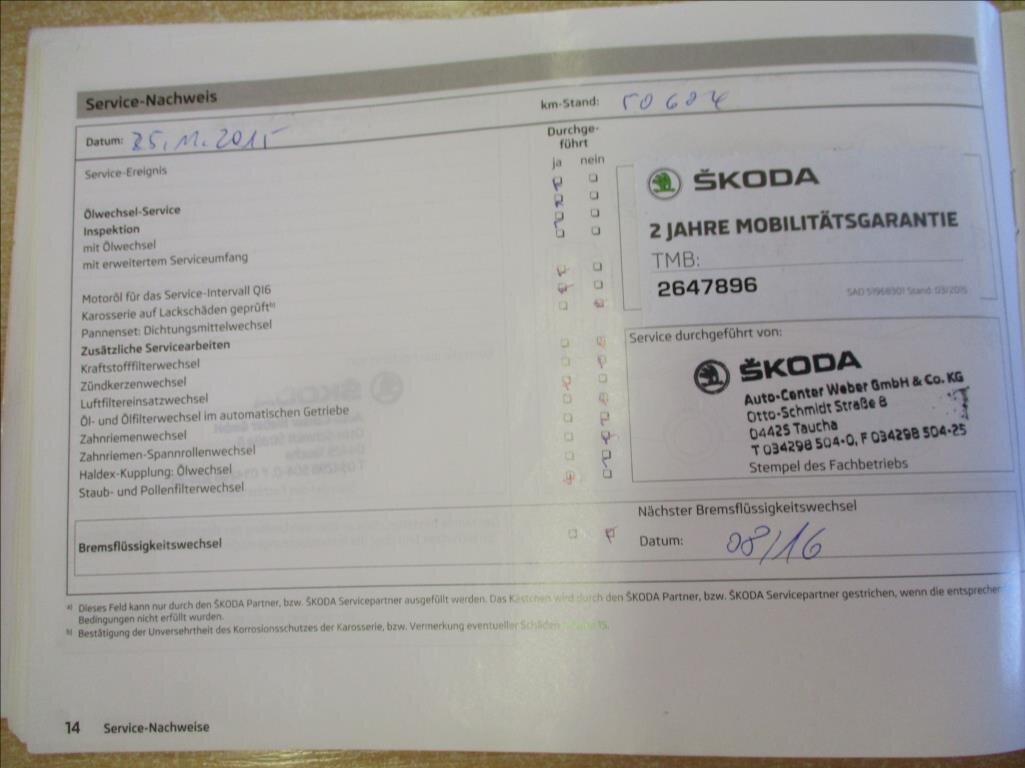 Service-Nachweis
Datum: 25.11.2015
km-Stand: 50604
Durchge-
führt
ja nein
Service-Ereignis
Ölwechsel-Service
Inspektion
mit Ölwechsel
mit erweitertem Serviceumfang
Motoröl für das Service-Intervall QI6
Karosserie auf Lackschäden geprüft b)
Pannenset: Dichtungsmittelwechsel
Zusätzliche Servicearbeiten
Kraftstofffilterwechsel
Zündkerzenwechsel
Luftfiltereinsatzwechsel
Öl- und Ölfilterwechsel im automatischen Getriebe
Zahnriemenwechsel
Zahnriemen-Spannrollenwechsel
Haldex-Kupplung: Ölwechsel
Staub- und Pollenfilterwechsel
Bremsflüssigkeitswechsel
ŠKODA
2 JAHRE MOBILITÄTSGARANTIE
TMB:
2647896
SAD 51968301 Stand: 03/2015
Service durchgeführt von:
ŠKODA
Auto-Center Weber GmbH & Co. KG
Otto-Schmidt Straße 8
04425 Taucha
T 034298 504-0, F 034298 504-25
Stempel des Fachbetriebs
Nächster Bremsflüssigkeitswechsel
Datum: 08/16
a) Dieses Feld kann nur durch den ŠKODA Partner, bzw. ŠKODA Servicepartner ausgefüllt werden. Das Kästchen wird durch den ŠKODA Partner, bzw. ŠKODA Servicepartner gestrichen, wenn die entsprecher
Bedingungen nicht erfüllt wurden.
b) Bestätigung der Unversehrtheit des Korrosionsschutzes der Karosserie, bzw. Vermerkung eventueller Schäden 15.
14 Service-Nachweise